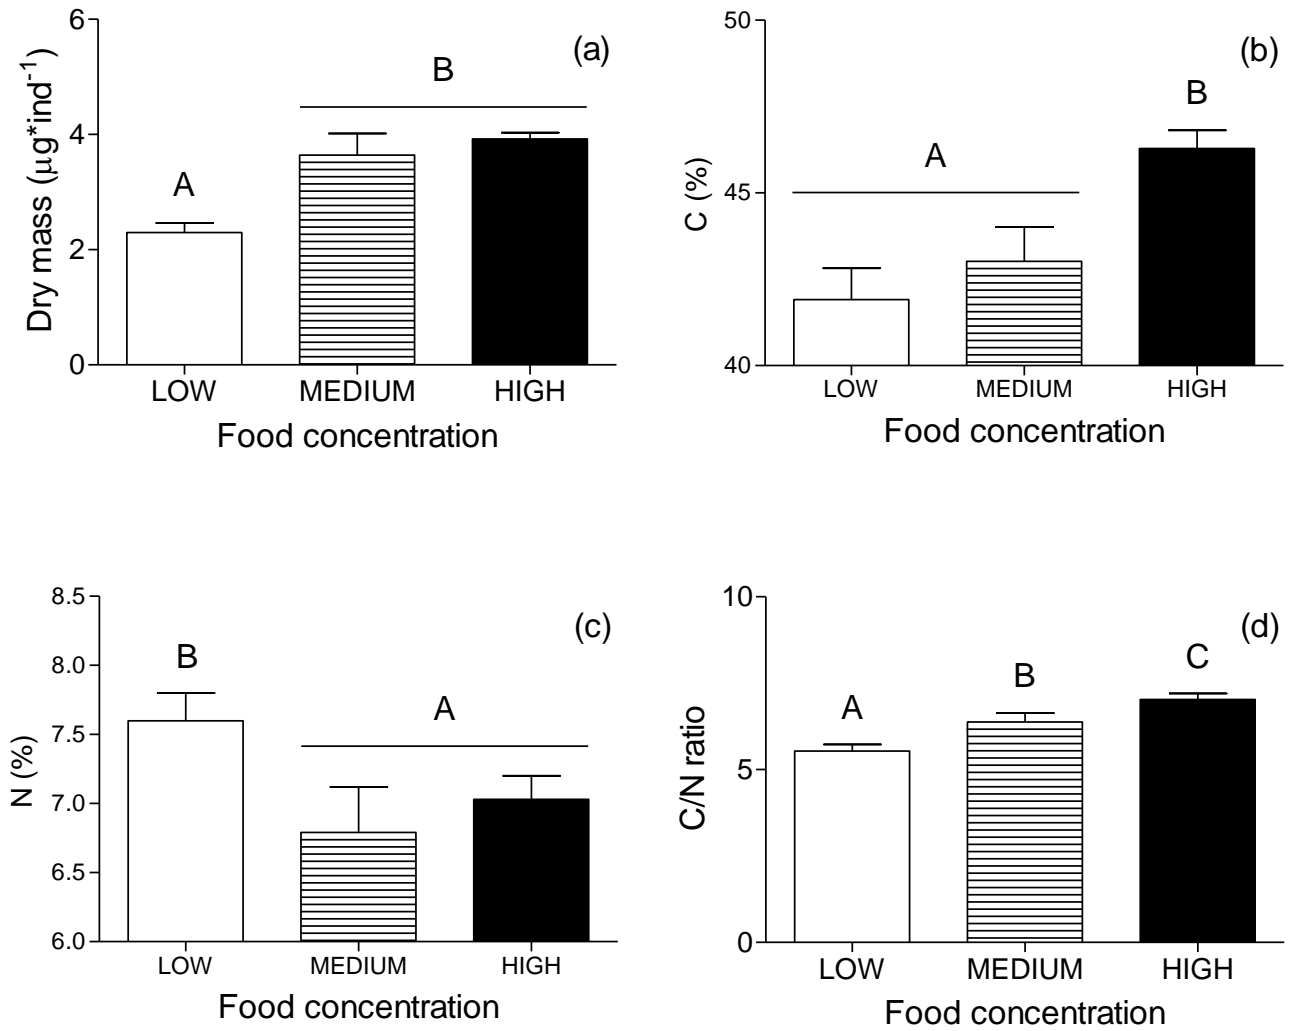 (a)
Dry mass (μg*ind-1)
6
4
2
0
A
B
LOW MEDIUM HIGH
Food concentration
(b)
C (%)
50
45
40
A
B
LOW MEDIUM HIGH
Food concentration
(c)
N (%)
8.5
8.0
7.5
7.0
6.5
6.0
B
A
LOW MEDIUM HIGH
Food concentration
(d)
C/N ratio
10
5
0
A
B
C
LOW MEDIUM HIGH
Food concentration